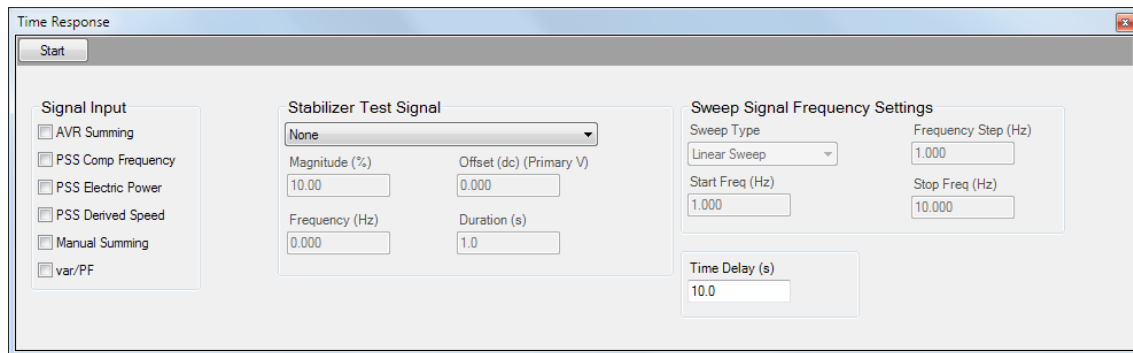 Time Response
Start
Signal Input
AVR Summing
PSS Comp Frequency
PSS Electric Power
PSS Derived Speed
Manual Summing
var/PF
Stabilizer Test Signal
None
Magnitude (%)
Offset (dc) (Primary V)
10.00
0.000
Frequency (Hz)
Duration (s)
0.000
1.0
Sweep Signal Frequency Settings
Sweep Type
Frequency Step (Hz)
Linear Sweep
1.000
Start Freq (Hz)
Stop Freq (Hz)
1.000
10.000
Time Delay (s)
10.0